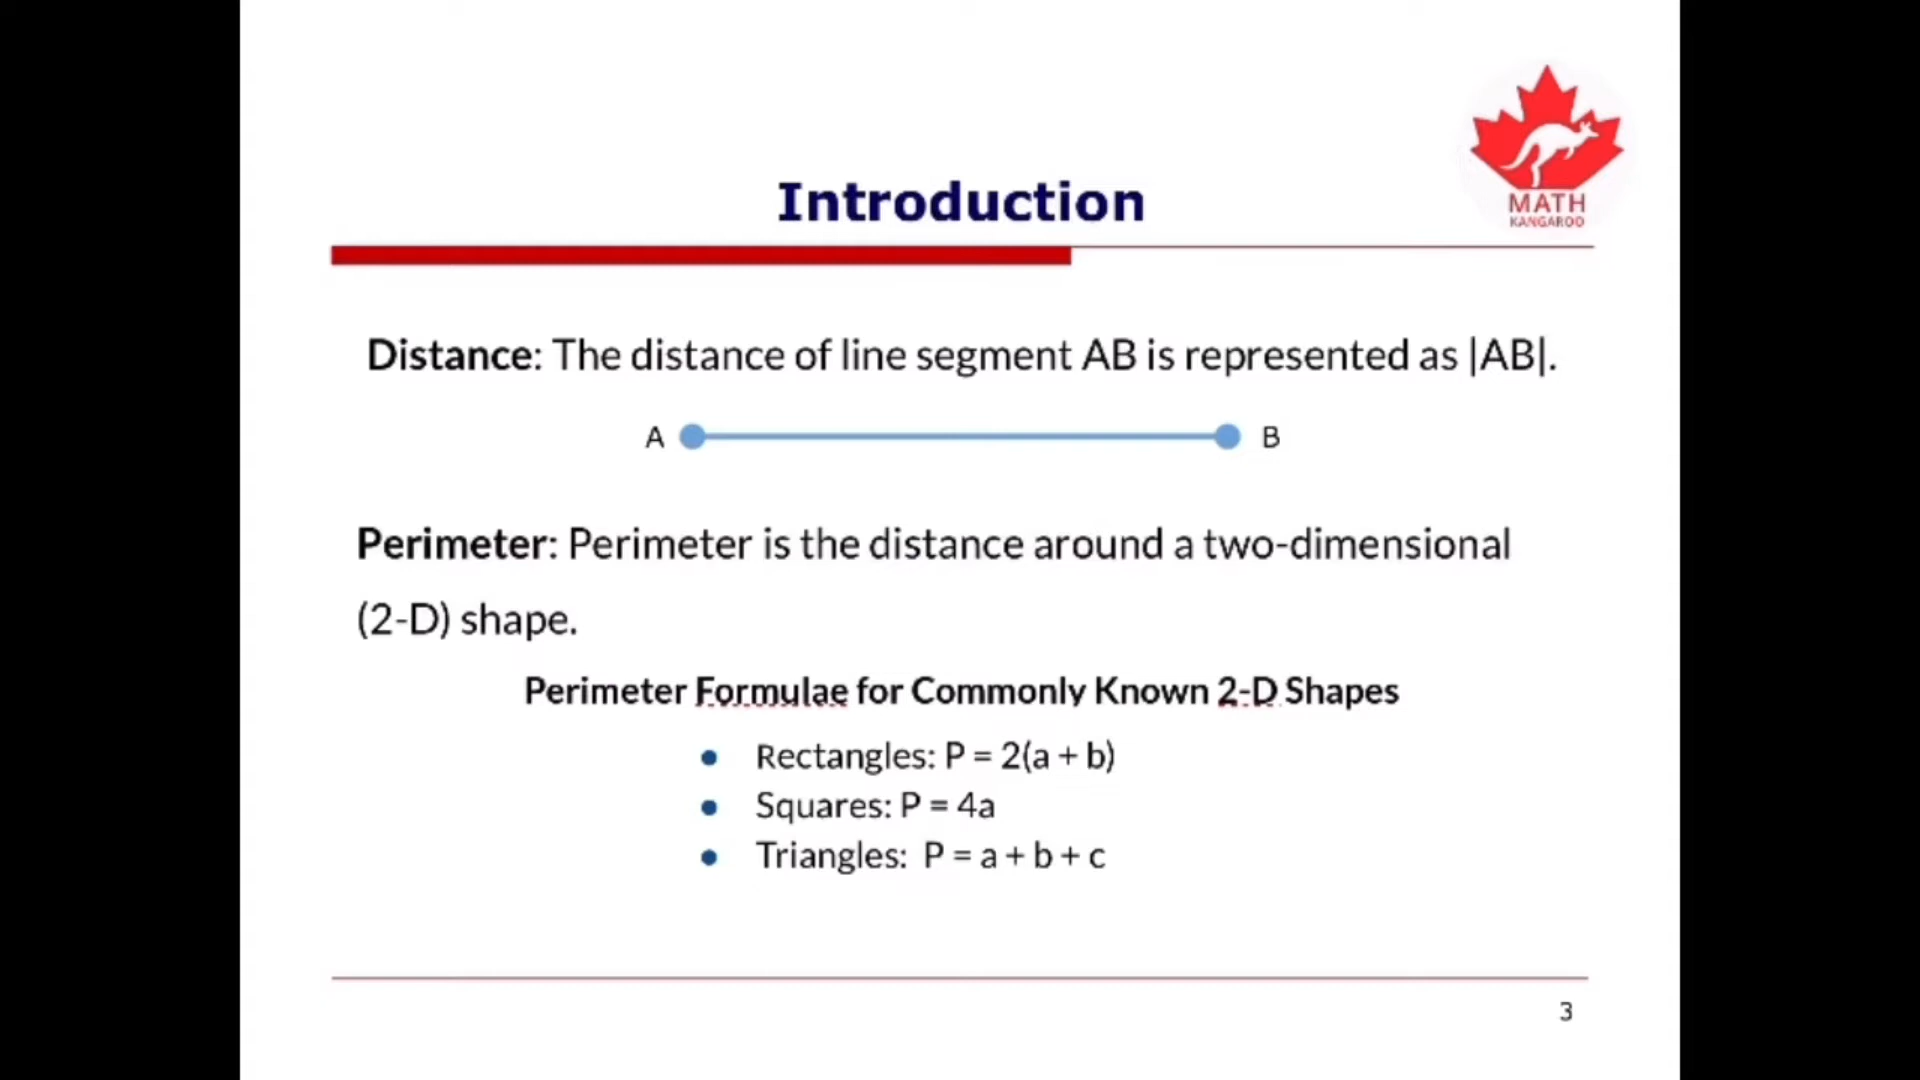 MATH
KANGAROO
Introduction
Distance: The distance of line segment AB is represented as |AB|.
A B
Perimeter: Perimeter is the distance around a two-dimensional
(2-D) shape.
Perimeter Formulae for Commonly Known 2-D Shapes
• Rectangles: P = 2(a + b)
• Squares: P = 4a
• Triangles: P = a + b + c
3